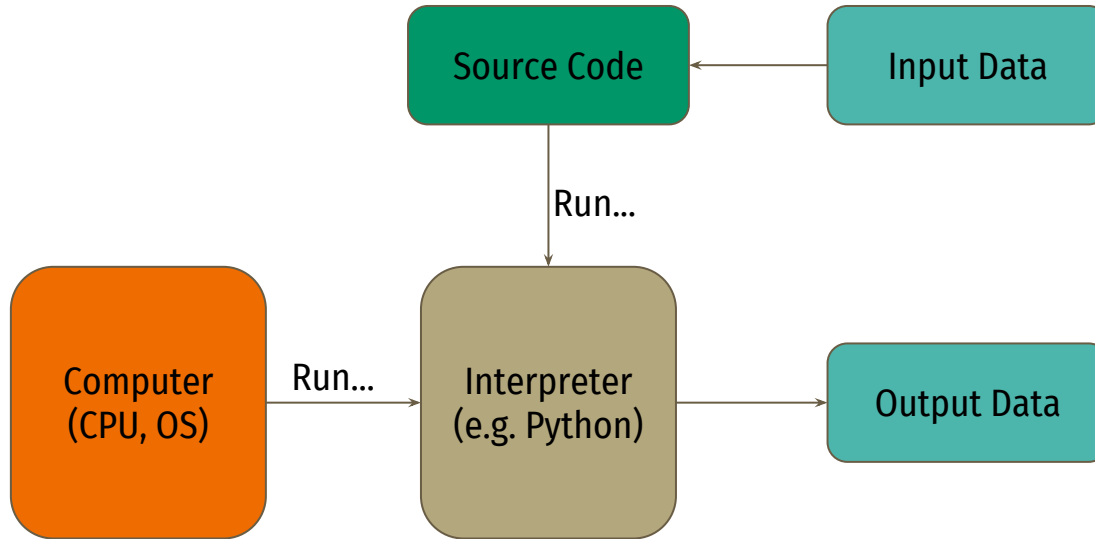 Source Code
Input Data
Run...
Computer
(CPU, OS)
Run...
Interpreter
(e.g. Python)
Output Data